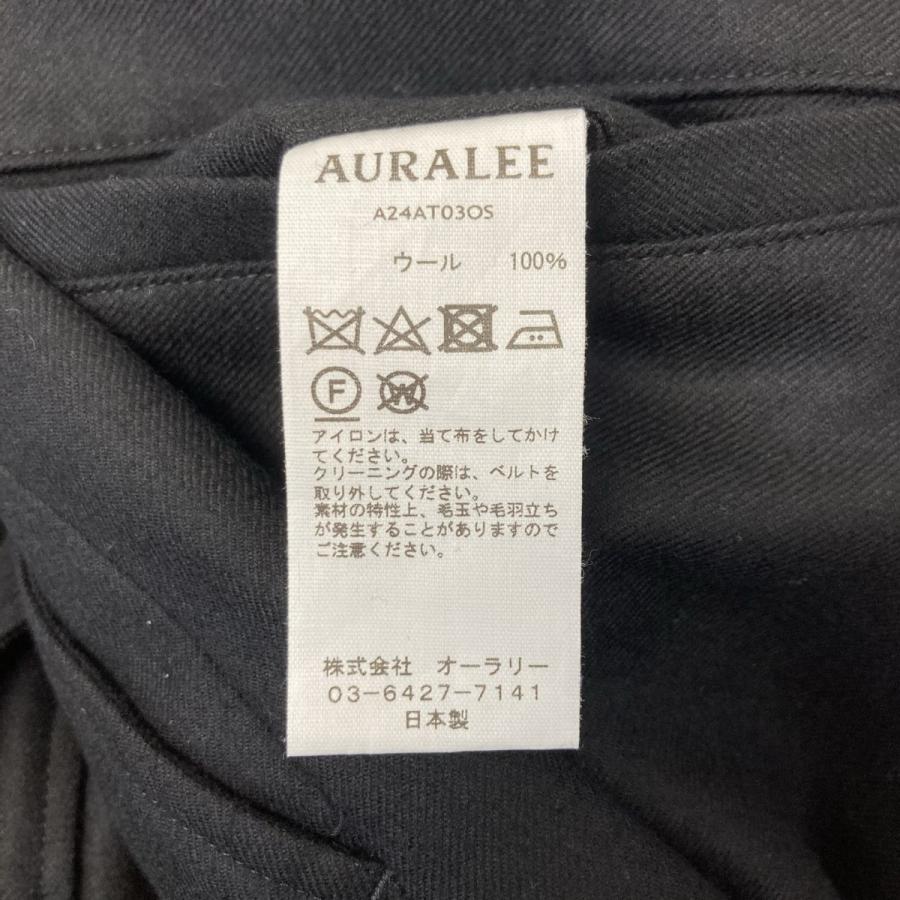 AURALEE
A24AT03OS
ウール 100%
F
W
アイロンは、当て布をしてかけ
てください。
クリーニングの際は、ベルトを
取り外してください。
素材の特性上、毛玉や毛羽立ち
が発生することがありますので
ご注意ください。
株式会社 オーラリー
03-6427-7141
日本製